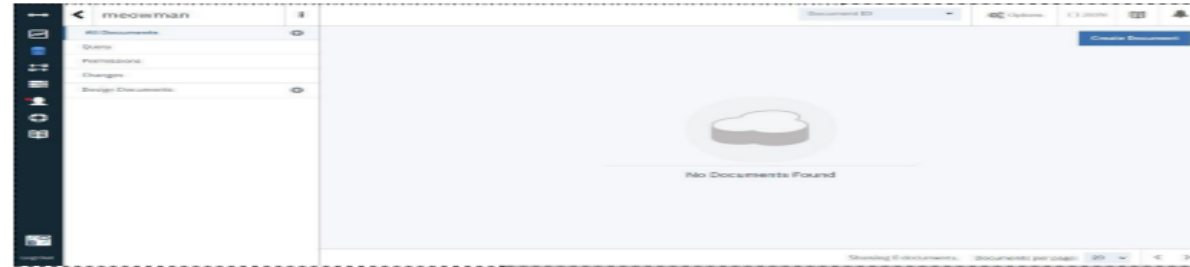 meowman
Document ID
Options
{ } JSON
All Documents
Query
Permissions
Changes
Design Documents
Create Document
No Documents Found
Showing 0 documents.
Documents per page: 20